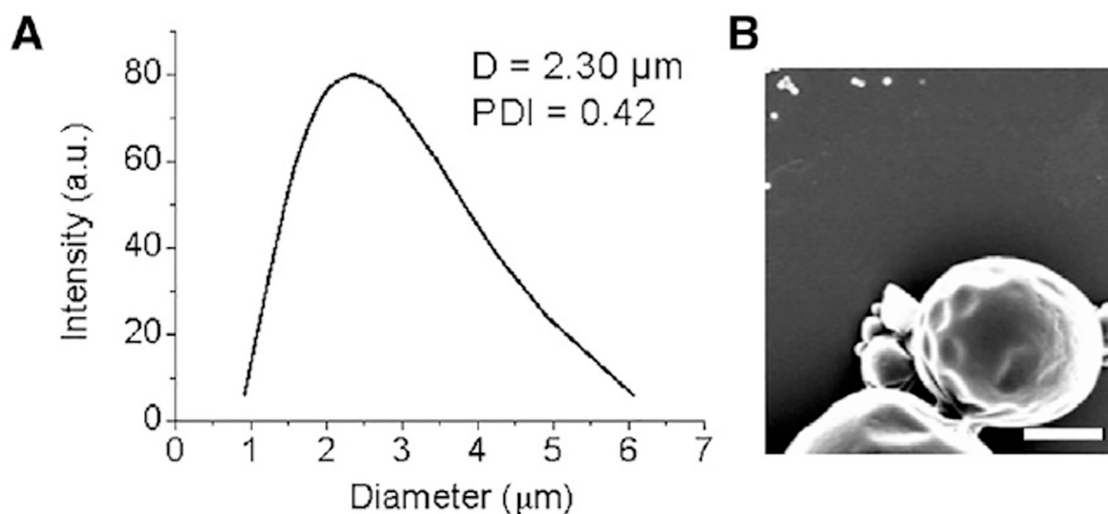 A
80
60
40
20
0
Intensity (a.u.)
D = 2.30 μm
PDI = 0.42
0 1 2 3 4 5 6 7
Diameter (μm)
B